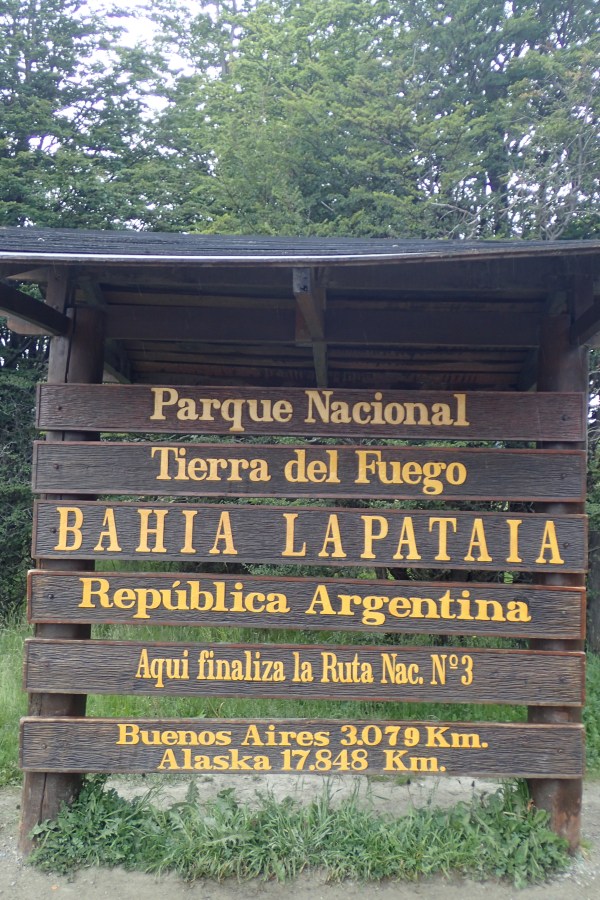 Parque Nacional
Tierra del Fuego
BAHIA LAPATAIA
República Argentina
Aqui finaliza la Ruta Nac. Nº3
Buenos Aires 3.079 Km.
Alaska 17.848 Km.